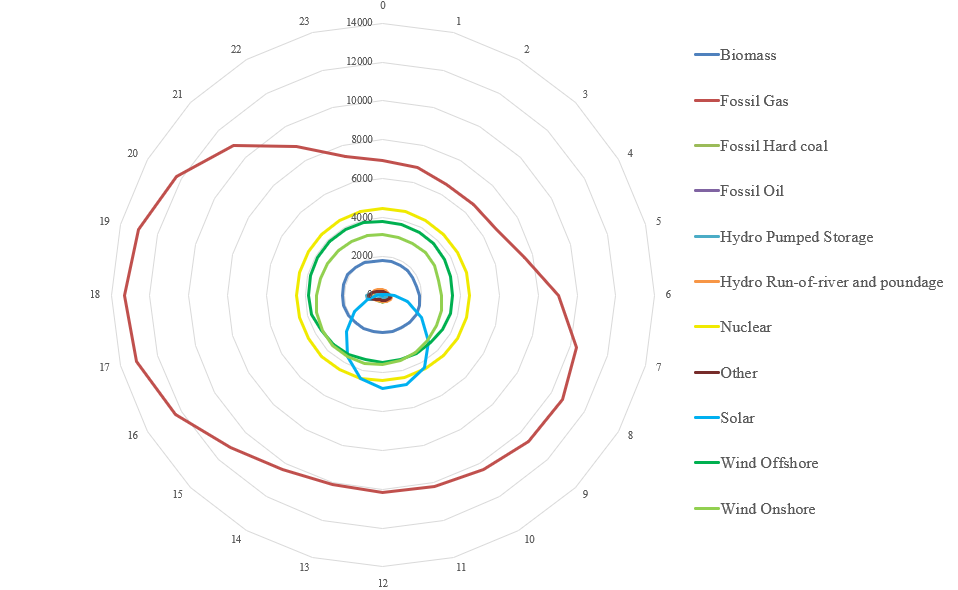 0
23
14000
1
22
2
12000
21
3
10000
20
8000
4
6000
19
4000
5
2000
18
0
6
17
7
16
8
15
9
14
10
13
11
12
Biomass
Fossil Gas
Fossil Hard coal
Fossil Oil
Hydro Pumped Storage
Hydro Run-of-river and poundage
Nuclear
Other
Solar
Wind Offshore
Wind Onshore